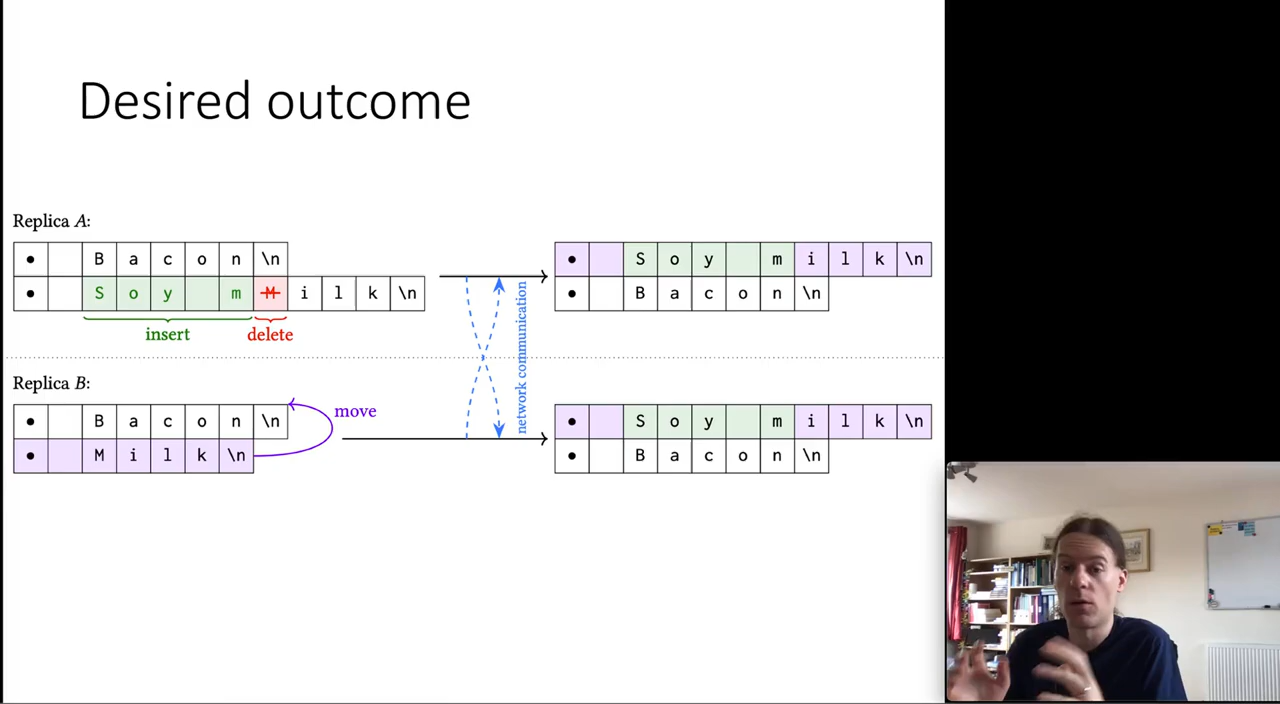 Desired outcome
Replica A:
• B a c o n \n
• S o y m M i l k \n
insert delete
• S o y m i l k \n
• B a c o n \n
network communication
Replica B:
• B a c o n \n
• M i l k \n
move
• S o y m i l k \n
• B a c o n \n